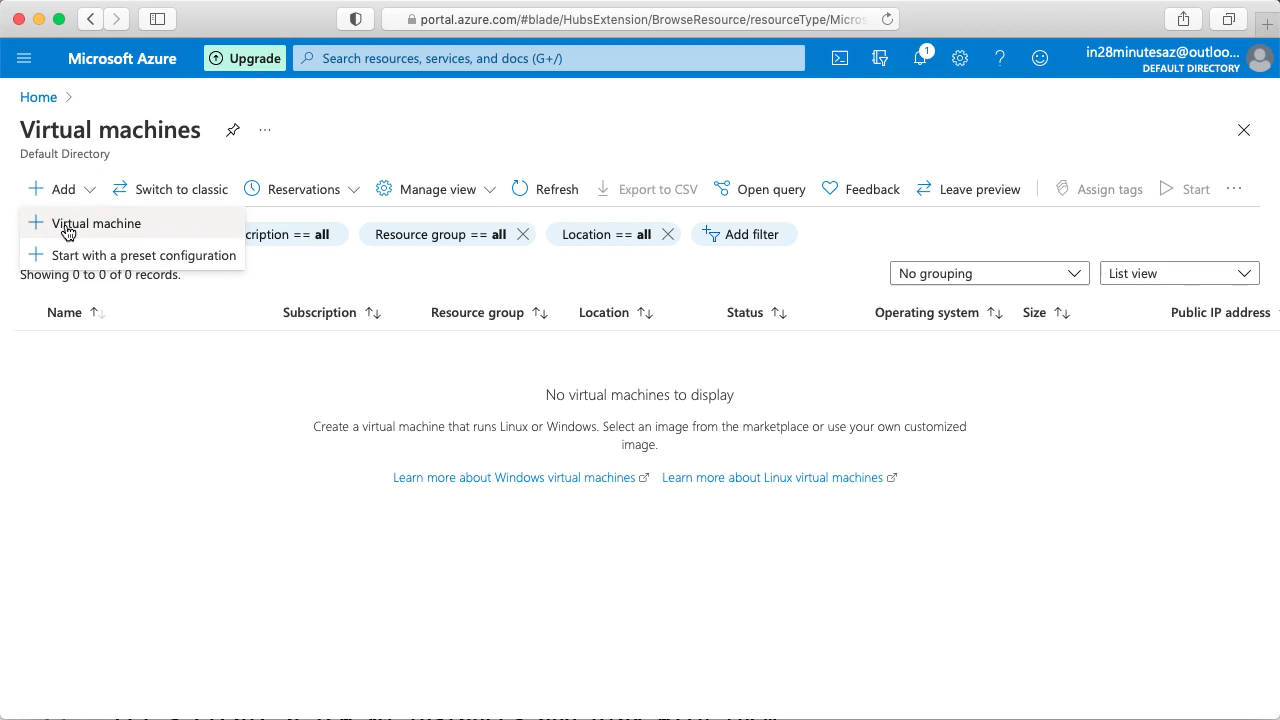 portal.azure.com/#blade/HubsExtension/BrowseResource/resourceType/Micros
Microsoft Azure
Upgrade
Search resources, services, and docs (G+/)
1
in28minutesaz@outloo...
DEFAULT DIRECTORY
Home
Virtual machines
...
Default Directory
Add
Switch to classic
Reservations
Manage view
Refresh
Export to CSV
Open query
Feedback
Leave preview
Assign tags
Start
...
Virtual machine
Start with a preset configuration
cription == all
Resource group == all
Location == all
Add filter
Showing 0 to 0 of 0 records.
No grouping
List view
Name
Subscription
Resource group
Location
Status
Operating system
Size
Public IP address
No virtual machines to display
Create a virtual machine that runs Linux or Windows. Select an image from the marketplace or use your own customized
image.
Learn more about Windows virtual machines
Learn more about Linux virtual machines